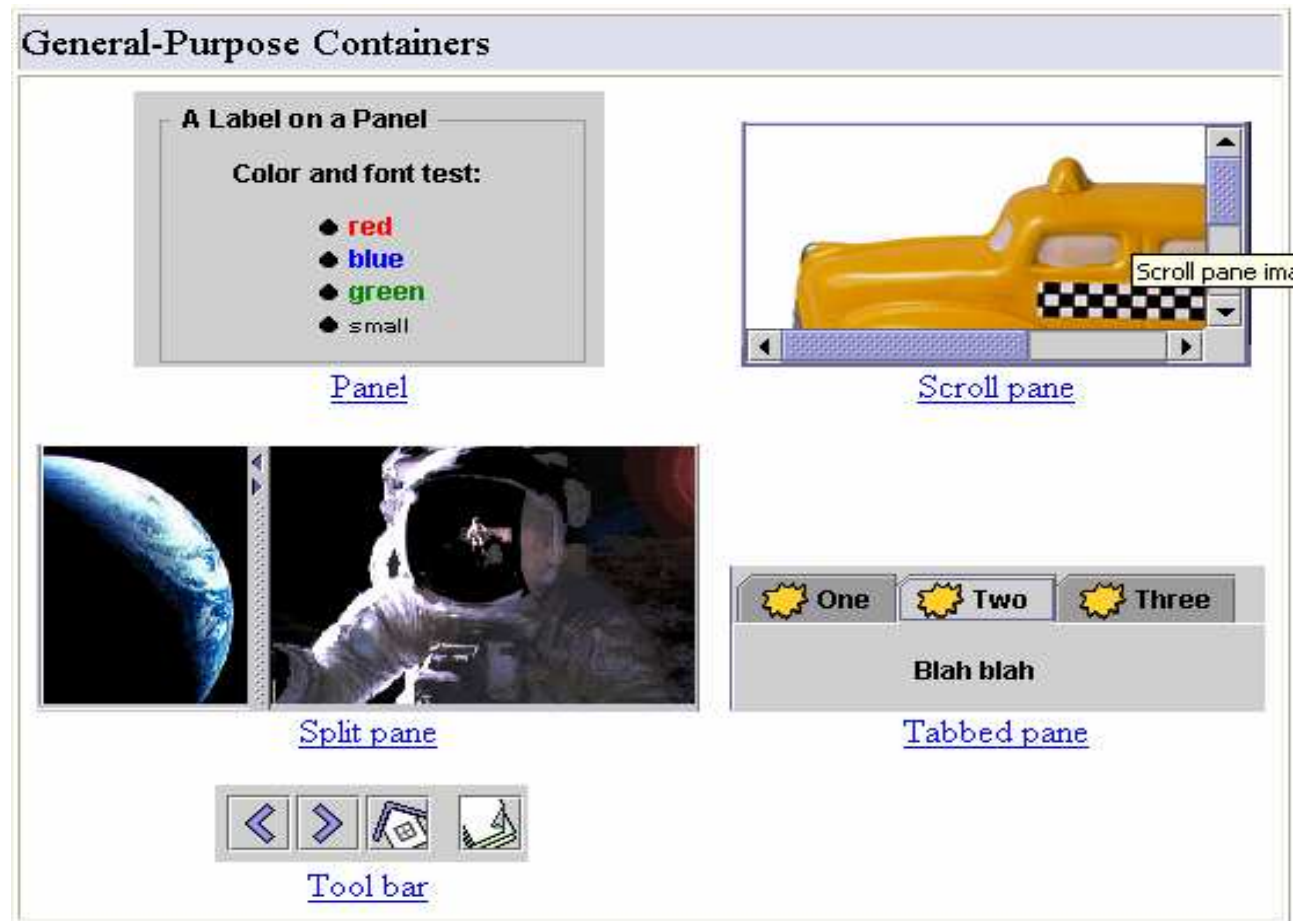 General-Purpose Containers
A Label on a Panel
Color and font test:
red
blue
green
small
Panel
Scroll pane
Scroll pane
One
Two
Three
Blah blah
Split pane
Tabbed pane
Tool bar